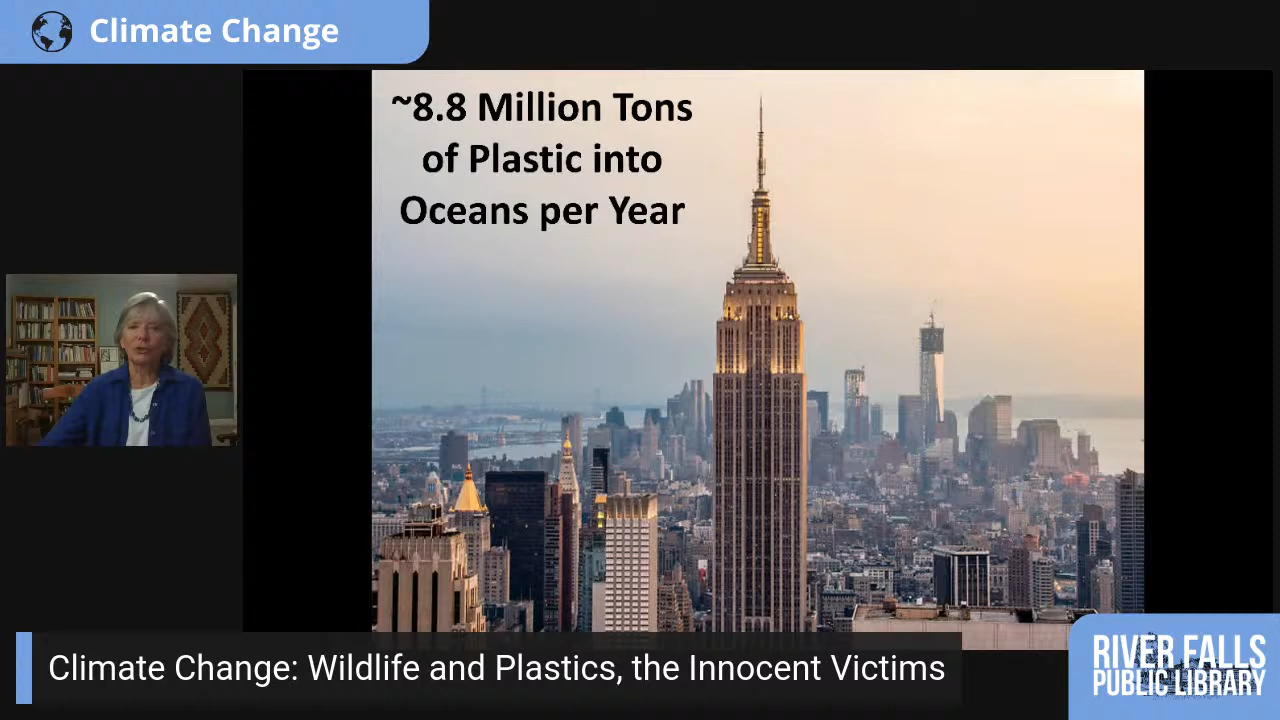 Climate Change
~8.8 Million Tons
of Plastic into
Oceans per Year
Climate Change: Wildlife and Plastics, the Innocent Victims
RIVER FALLS
PUBLIC LIBRARY